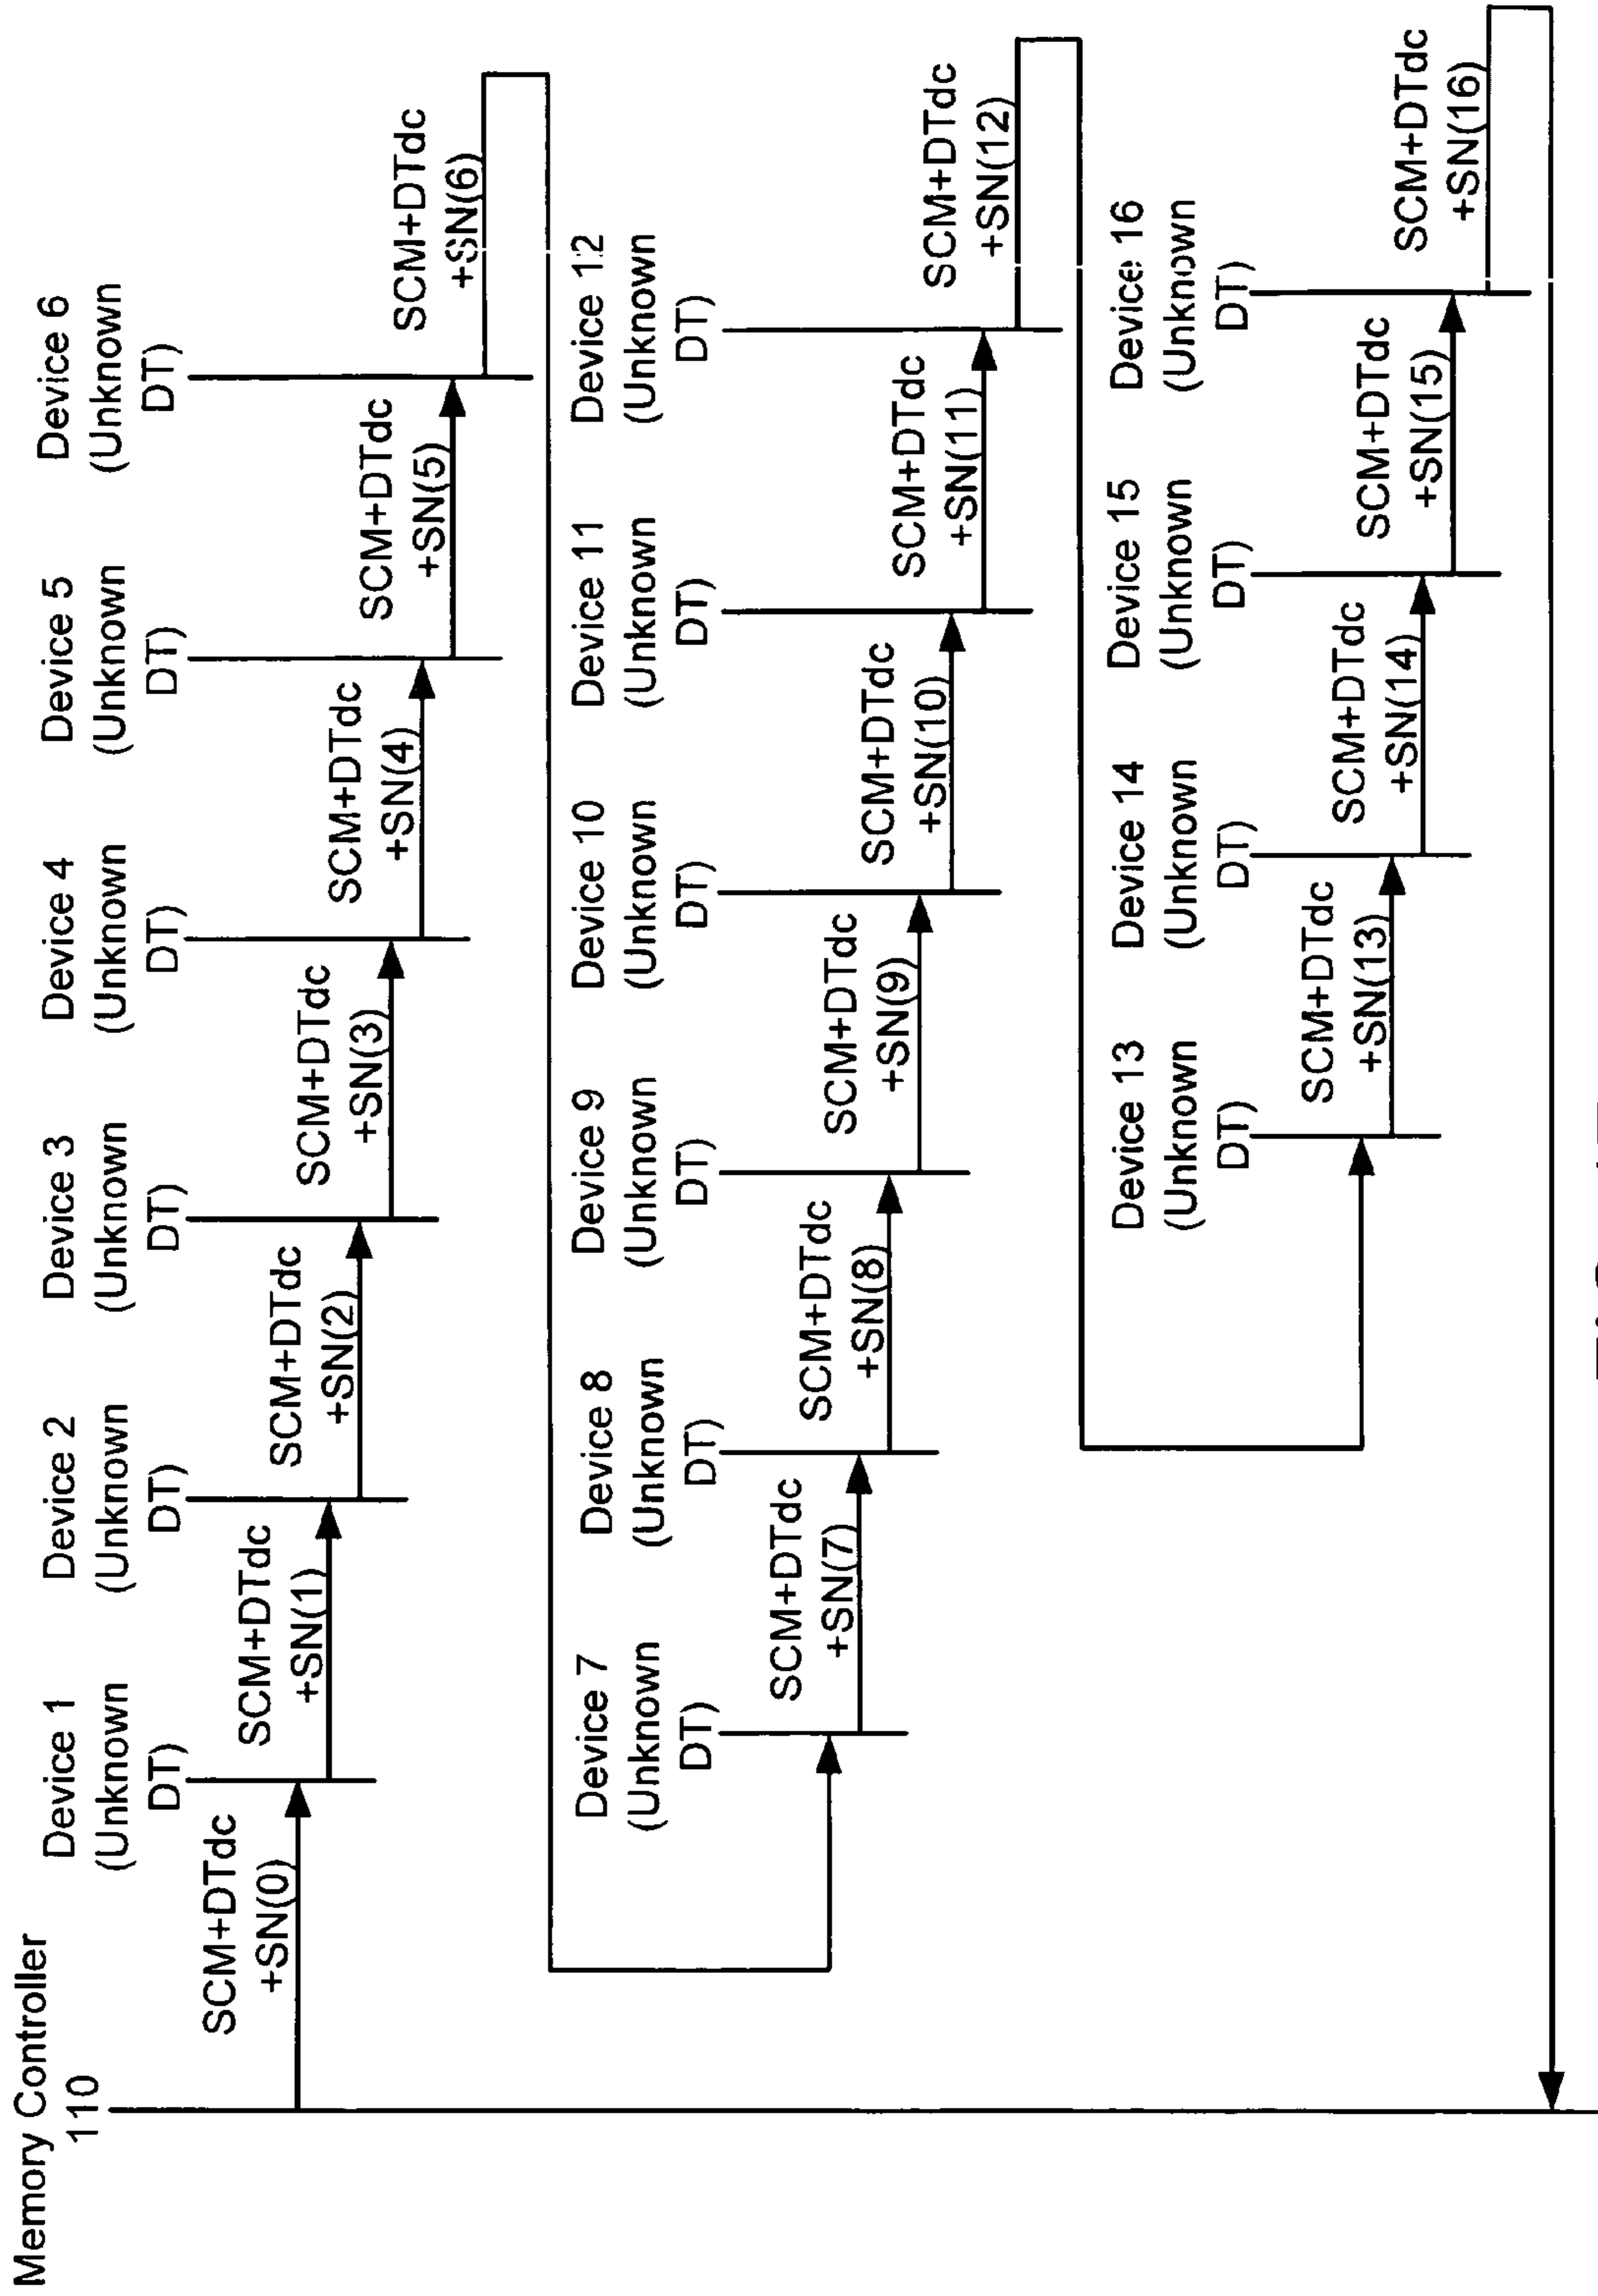 Memory Controller
110
Device 1
(Unknown
DT)
Device 2
(Unknown
DT)
Device 3
(Unknown
DT)
Device 4
(Unknown
DT)
Device 5
(Unknown
DT)
Device 6
(Unknown
DT)
SCM+DTdc
+SN(0)
SCM+DTdc
+SN(1)
SCM+DTdc
+SN(2)
SCM+DTdc
+SN(3)
SCM+DTdc
+SN(4)
SCM+DTdc
+SN(5)
SCM+DTdc
+SN(6)
Device 7
(Unknown
DT)
Device 8
(Unknown
DT)
Device 9
(Unknown
DT)
Device 10
(Unknown
DT)
Device 11
(Unknown
DT)
Device 12
(Unknown
DT)
SCM+DTdc
+SN(7)
SCM+DTdc
+SN(8)
SCM+DTdc
+SN(9)
SCM+DTdc
+SN(10)
SCM+DTdc
+SN(11)
SCM+DTdc
+SN(12)
Device 13
(Unknown
DT)
Device 14
(Unknown
DT)
Device 15
(Unknown
DT)
Device 16
(Unknown
DT)
SCM+DTdc
+SN(13)
SCM+DTdc
+SN(14)
SCM+DTdc
+SN(15)
SCM+DTdc
+SN(16)